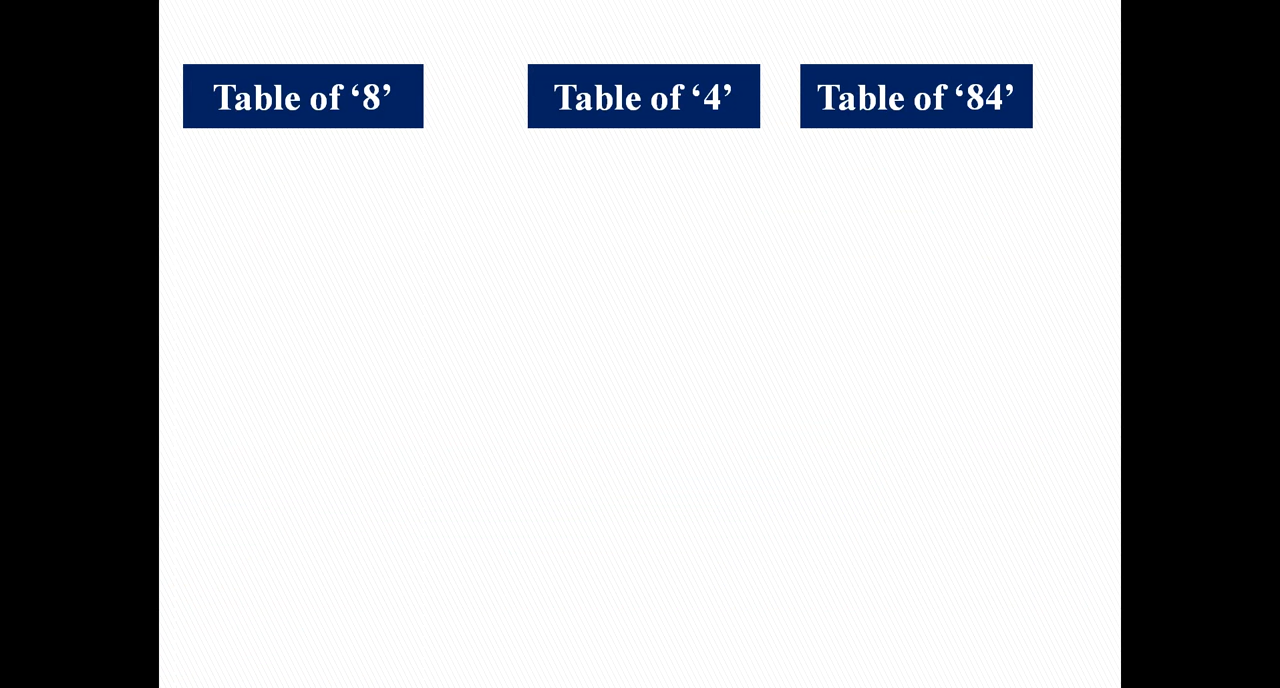 Table of ‘8’
Table of ‘4’
Table of ‘84’